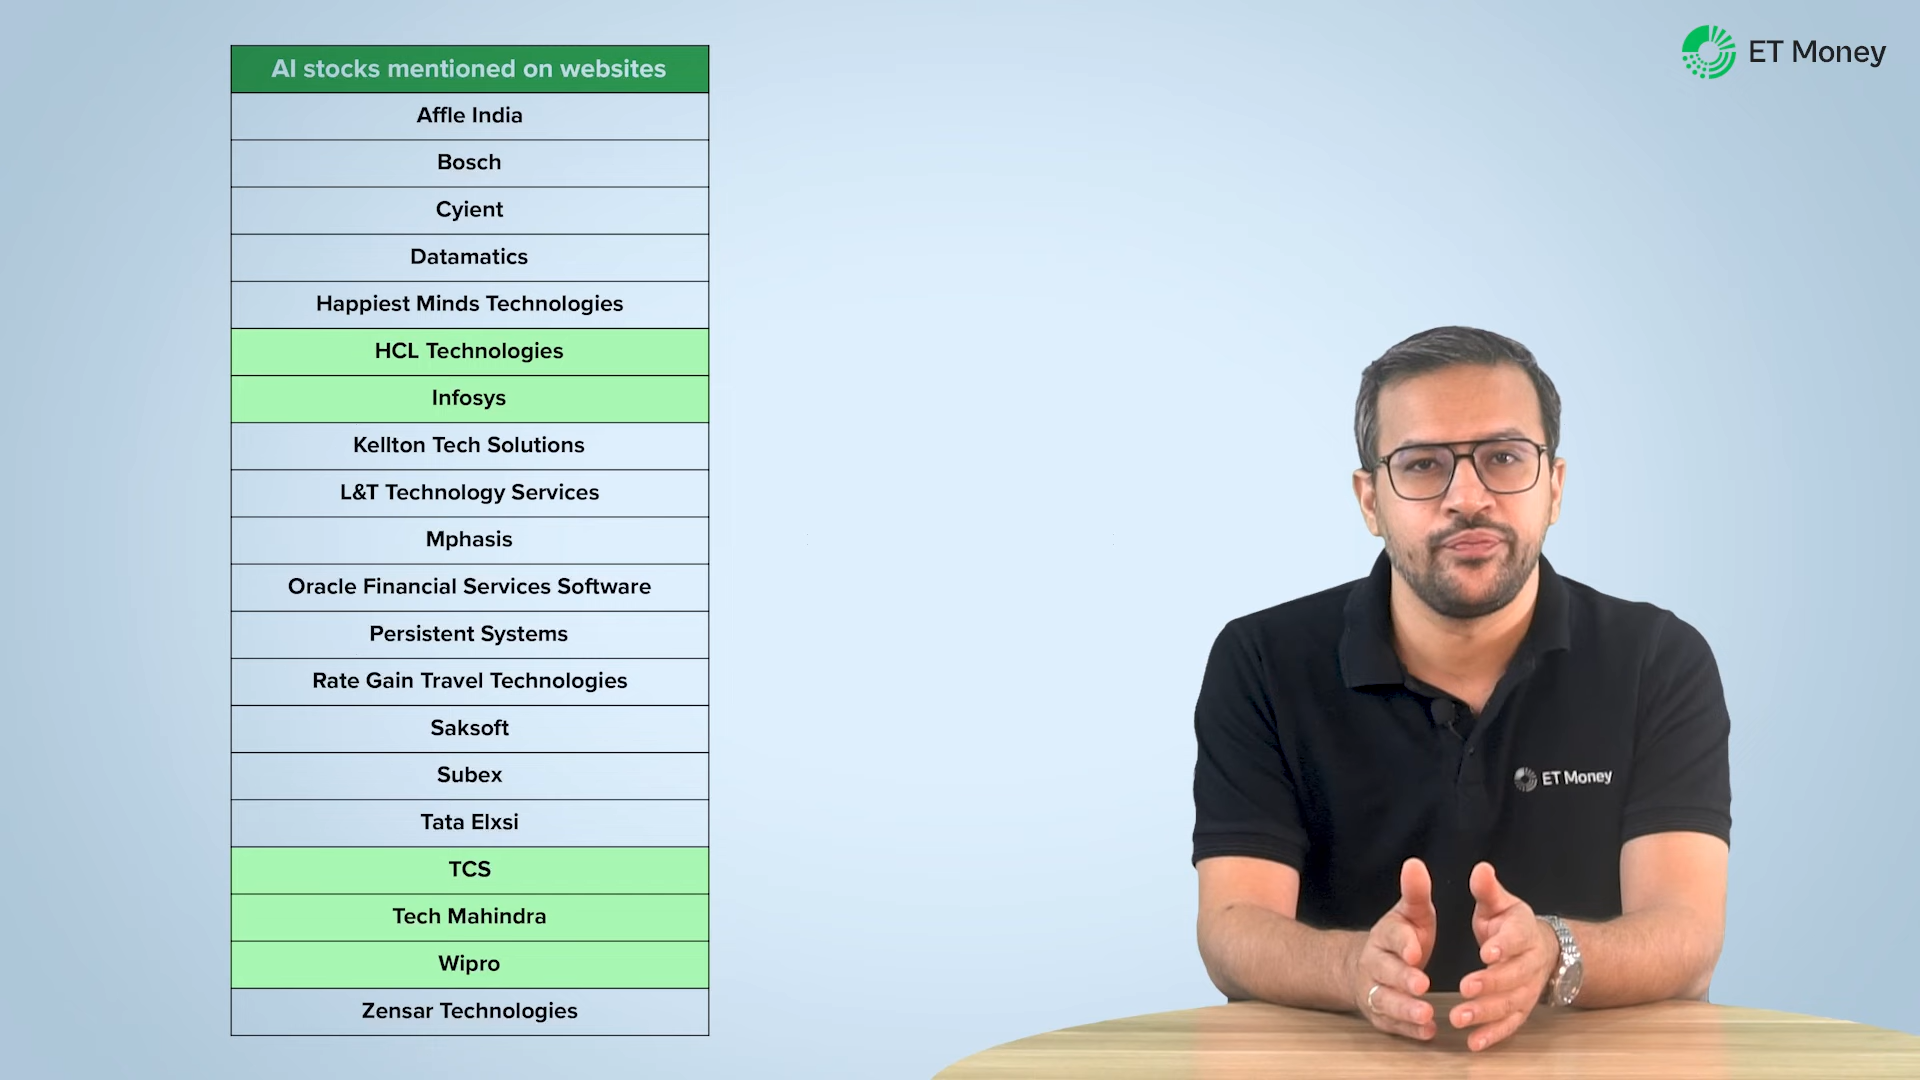 AI stocks mentioned on websites
Affle India
Bosch
Cyient
Datamatics
Happiest Minds Technologies
HCL Technologies
Infosys
Kellton Tech Solutions
L&T Technology Services
Mphasis
Oracle Financial Services Software
Persistent Systems
Rate Gain Travel Technologies
Saksoft
Subex
Tata Elxsi
TCS
Tech Mahindra
Wipro
Zensar Technologies
ET Money
ET Money